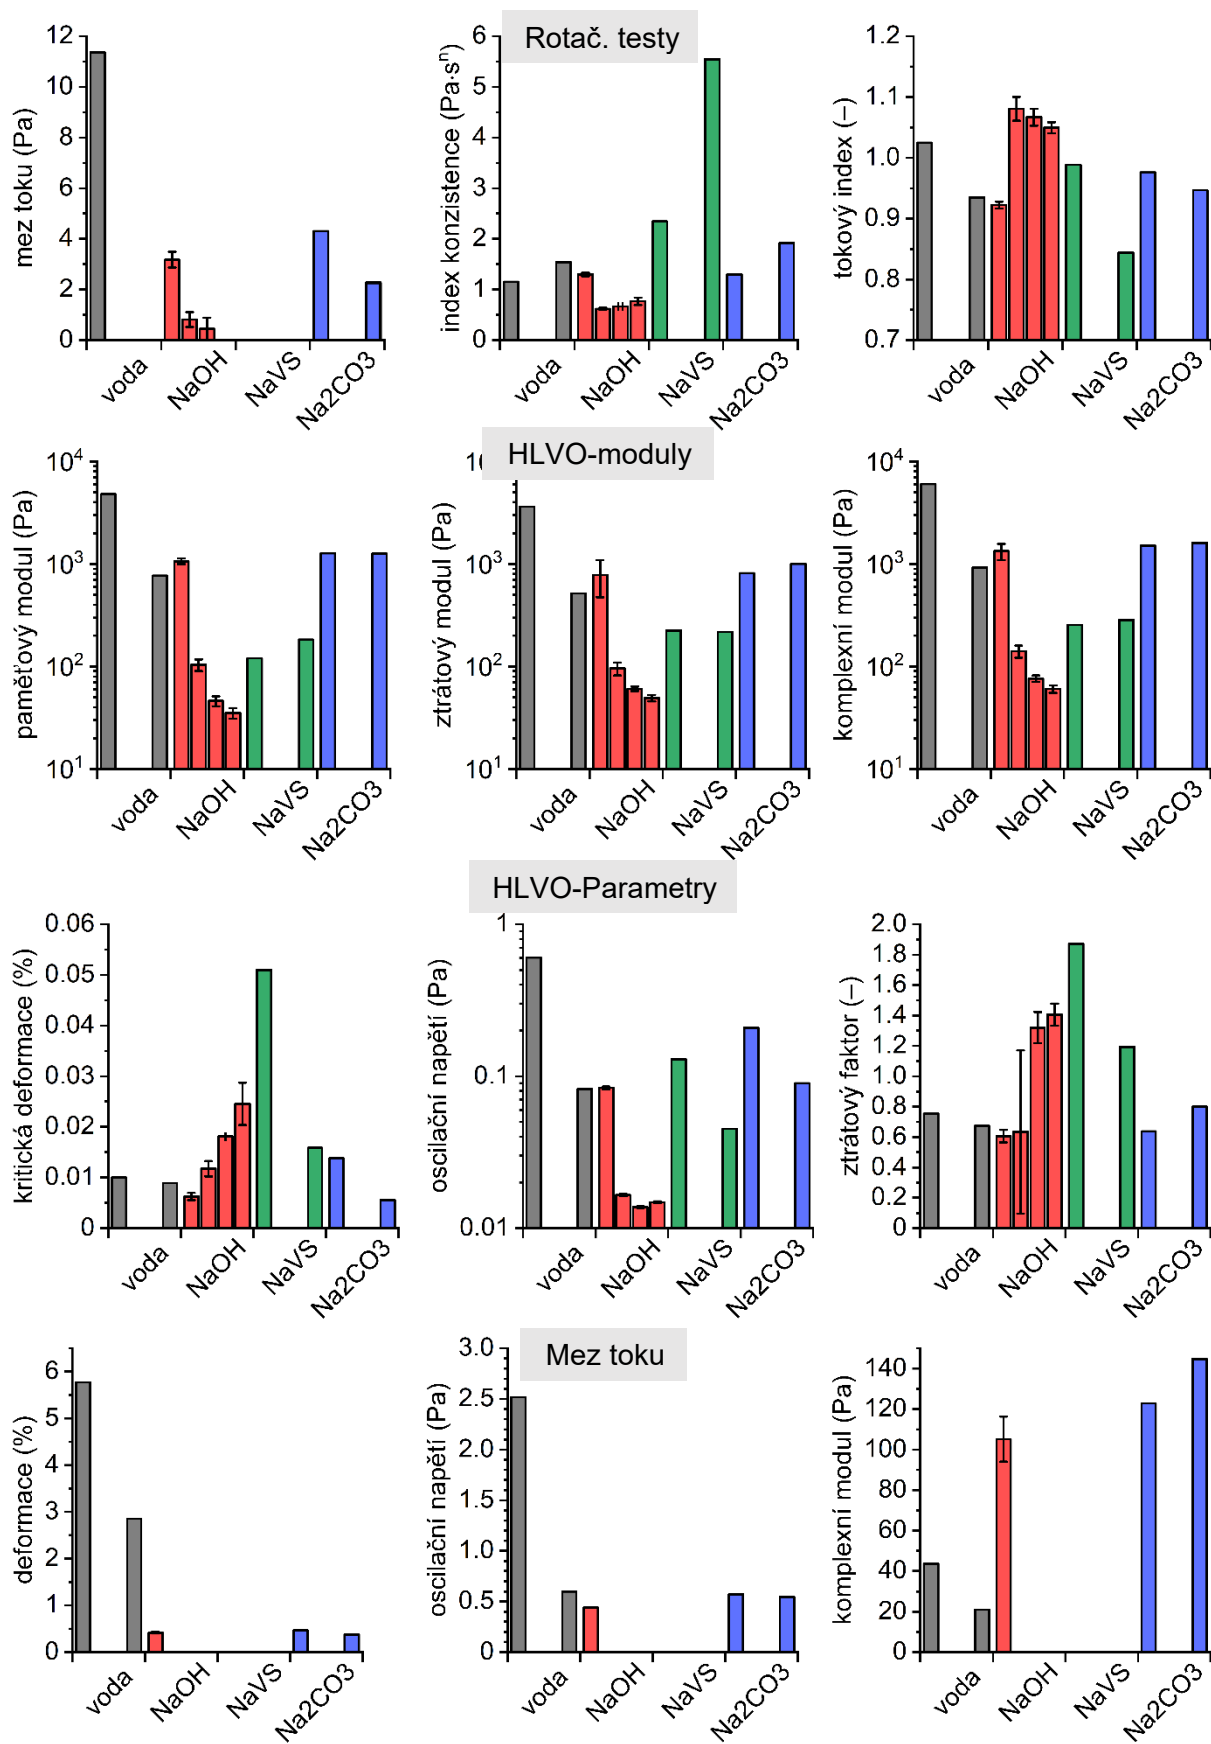 Rotač. testy
mez toku (Pa)
12
10
8
6
4
2
0
voda
NaOH
NaVS
Na2CO3
index konzistence (Pa·sⁿ)
6
5
4
3
2
1
0
voda
NaOH
NaVS
Na2CO3
tokový index (–)
1.2
1.1
1.0
0.9
0.8
0.7
voda
NaOH
NaVS
Na2CO3
HLVO-moduly
paměťový modul (Pa)
10⁴
10³
10²
10¹
voda
NaOH
NaVS
Na2CO3
ztrátový modul (Pa)
10³
10²
10¹
voda
NaOH
NaVS
Na2CO3
komplexní modul (Pa)
10⁴
10³
10²
10¹
voda
NaOH
NaVS
Na2CO3
HLVO-Parametry
kritická deformace (%)
0.06
0.05
0.04
0.03
0.02
0.01
0
voda
NaOH
NaVS
Na2CO3
oscilační napětí (Pa)
1
0.1
0.01
voda
NaOH
NaVS
Na2CO3
ztrátový faktor (–)
2.0
1.8
1.6
1.4
1.2
1.0
0.8
0.6
0.4
0.2
0
voda
NaOH
NaVS
Na2CO3
Mez toku
deformace (%)
6
5
4
3
2
1
0
voda
NaOH
NaVS
Na2CO3
oscilační napětí (Pa)
3.0
2.5
2.0
1.5
1.0
0.5
0
voda
NaOH
NaVS
Na2CO3
komplexní modul (Pa)
140
120
100
80
60
40
20
0
voda
NaOH
NaVS
Na2CO3